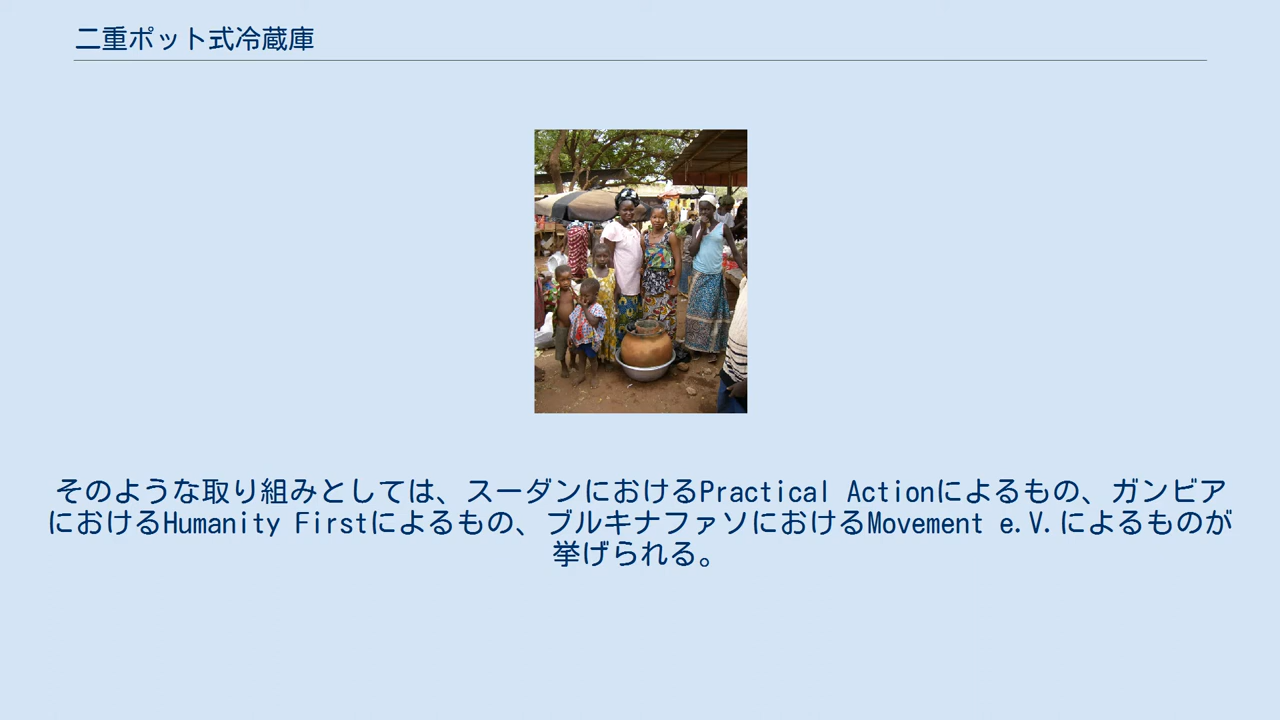 二重ポット式冷蔵庫
そのような取り組みとしては、スーダンにおけるPractical Actionによるもの、ガンビア
におけるHumanity Firstによるもの、ブルキナファソにおけるMovement e.V.によるものが
挙げられる。